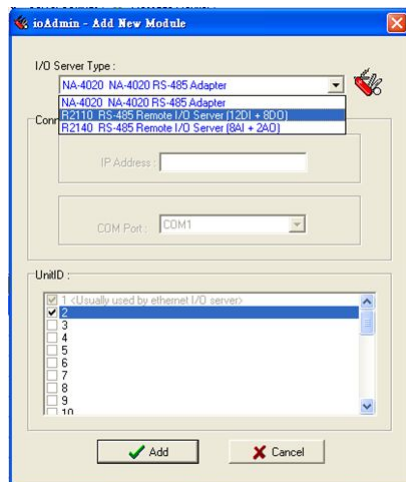 ioAdmin - Add New Module
I/O Server Type :
NA-4020 NA-4020 RS-485 Adapter
NA-4020 NA-4020 RS-485 Adapter
R2110 RS-485 Remote I/O Server (12DI + 8DO)
R2140 RS-485 Remote I/O Server (8AI + 2AO)
Conn
IP Address :
COM Port : COM1
UnitID :
1 <Usually used by ethernet I/O server>
2
3
4
5
6
7
8
9
10
Add Cancel